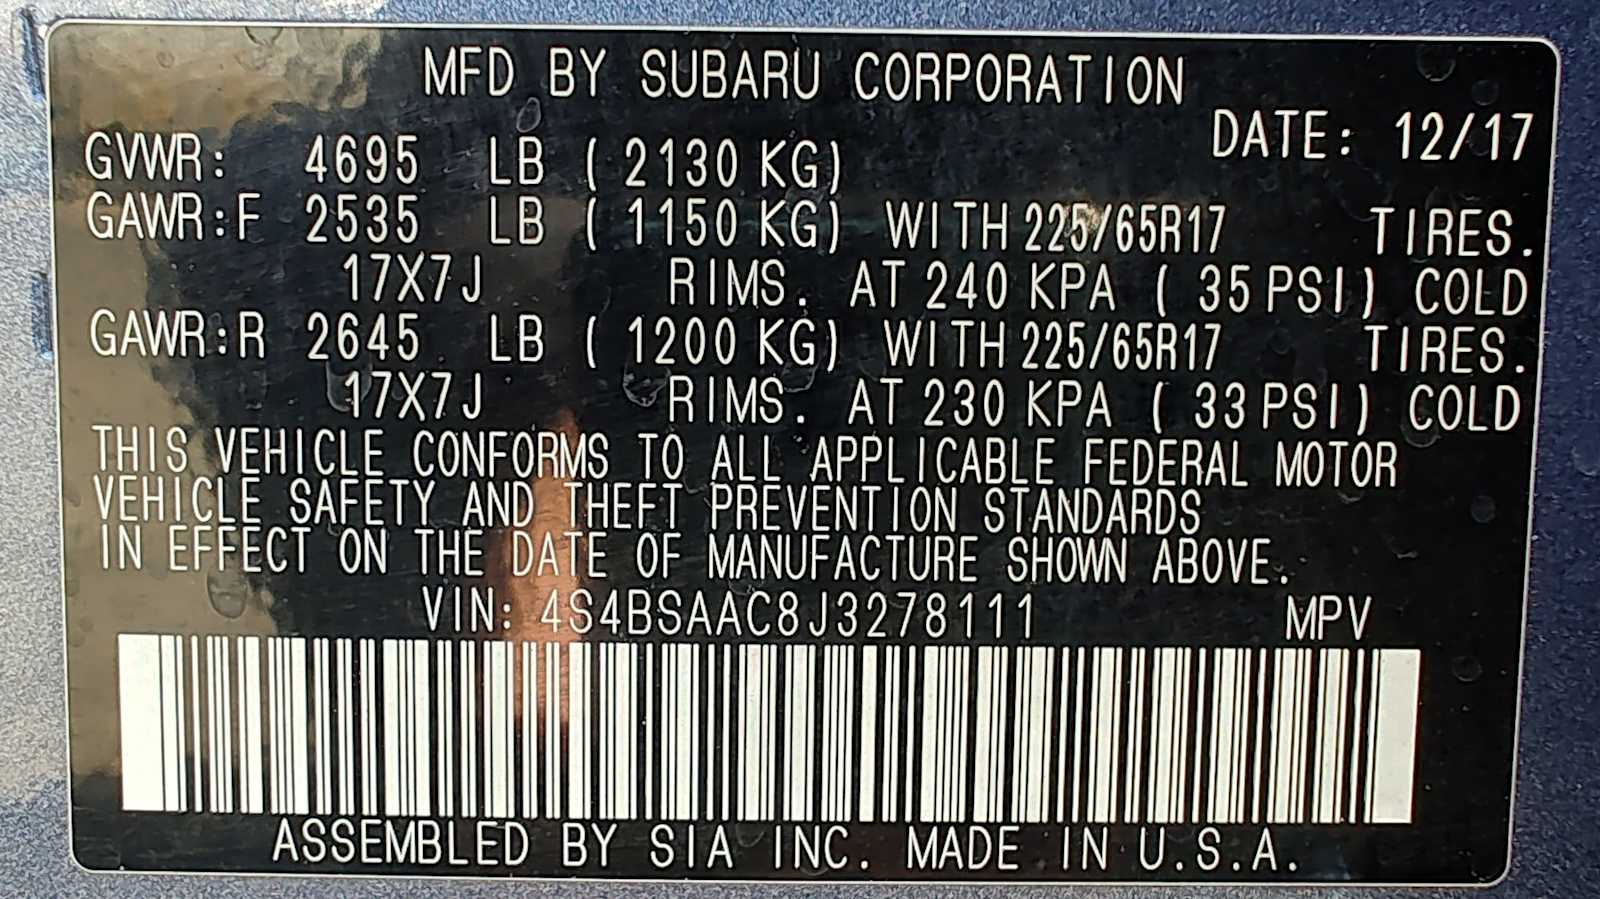 MFD BY SUBARU CORPORATION
DATE: 12/17
GVWR: 4695 LB ( 2130 KG)
GAWR:F 2535 LB ( 1150 KG) WITH 225/65R17 TIRES.
17X7J RIMS. AT 240 KPA ( 35 PSI) COLD
GAWR:R 2645 LB ( 1200 KG) WITH 225/65R17 TIRES.
17X7J RIMS. AT 230 KPA ( 33 PSI) COLD
THIS VEHICLE CONFORMS TO ALL APPLICABLE FEDERAL MOTOR
VEHICLE SAFETY AND THEFT PREVENTION STANDARDS
IN EFFECT ON THE DATE OF MANUFACTURE SHOWN ABOVE.
VIN: 4S4BSAAC8J3278111 MPV
ASSEMBLED BY SIA INC. MADE IN U.S.A.